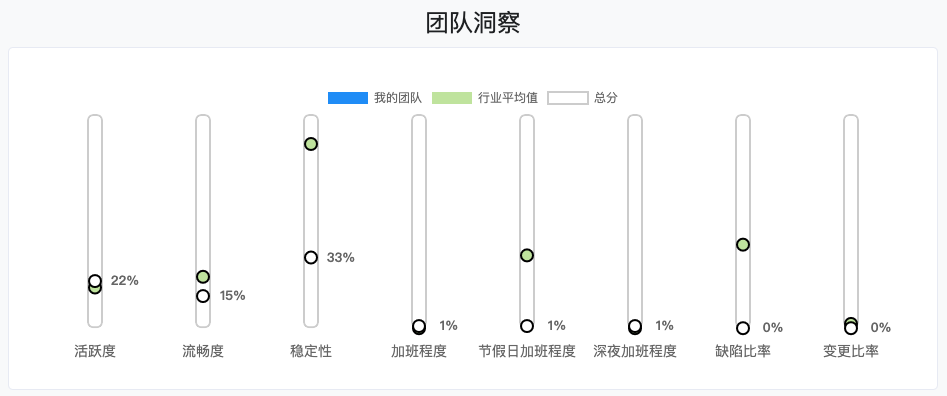 团队洞察
我的团队 行业平均值 总分
22%
15%
33%
1%
1%
1%
0%
0%
活跃度 流畅度 稳定性 加班程度 节假日加班程度 深夜加班程度 缺陷比率 变更比率